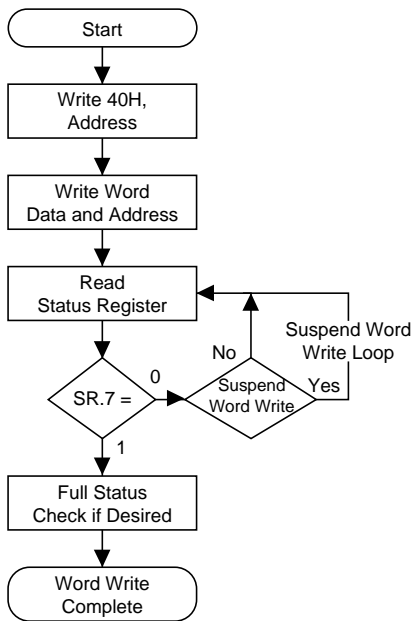 Start
Write 40H,
Address
Write Word
Data and Address
Read
Status Register
Suspend Word
Write Loop
No
SR.7 =
0
Suspend
Word Write
Yes
1
Full Status
Check if Desired
Word Write
Complete